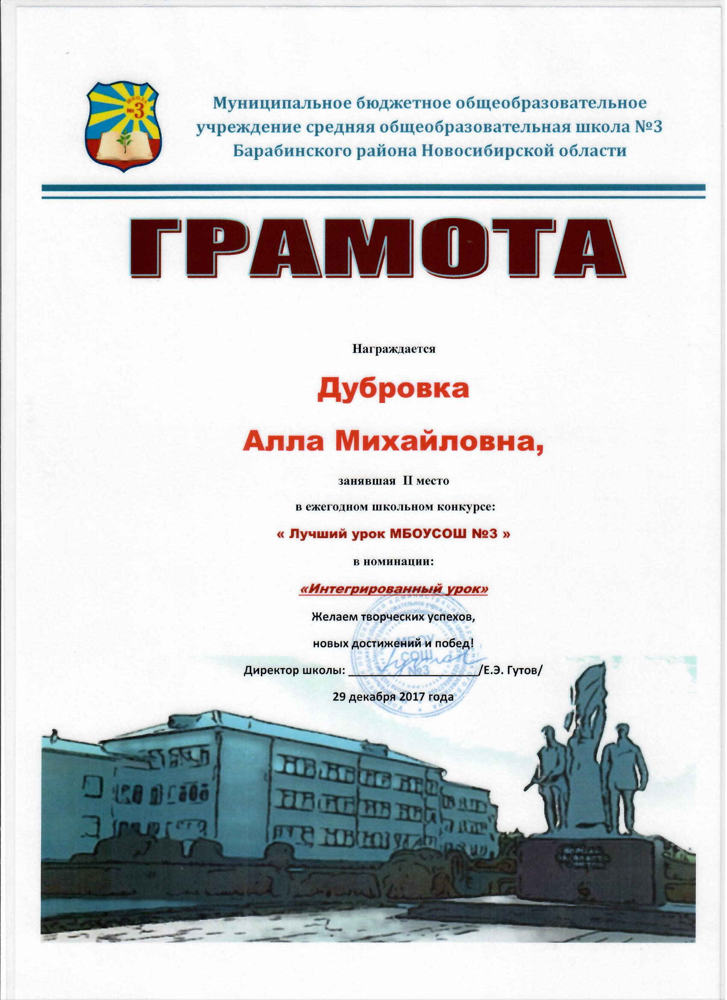 ШКОЛА
№3
Муниципальное бюджетное общеобразовательное
учреждение средняя общеобразовательная школа №3
Барабинского района Новосибирской области
ГРАМОТА
Награждается
Дубровка
Алла Михайловна,
занявшая II место
в ежегодном школьном конкурсе:
« Лучший урок МБОУСОШ №3 »
в номинации:
«Интегрированный урок»
Желаем творческих успехов,
новых достижений и побед!
Директор школы: ____________________/Е.Э. Гутов/
29 декабря 2017 года
МБОУ
СОШ
№3